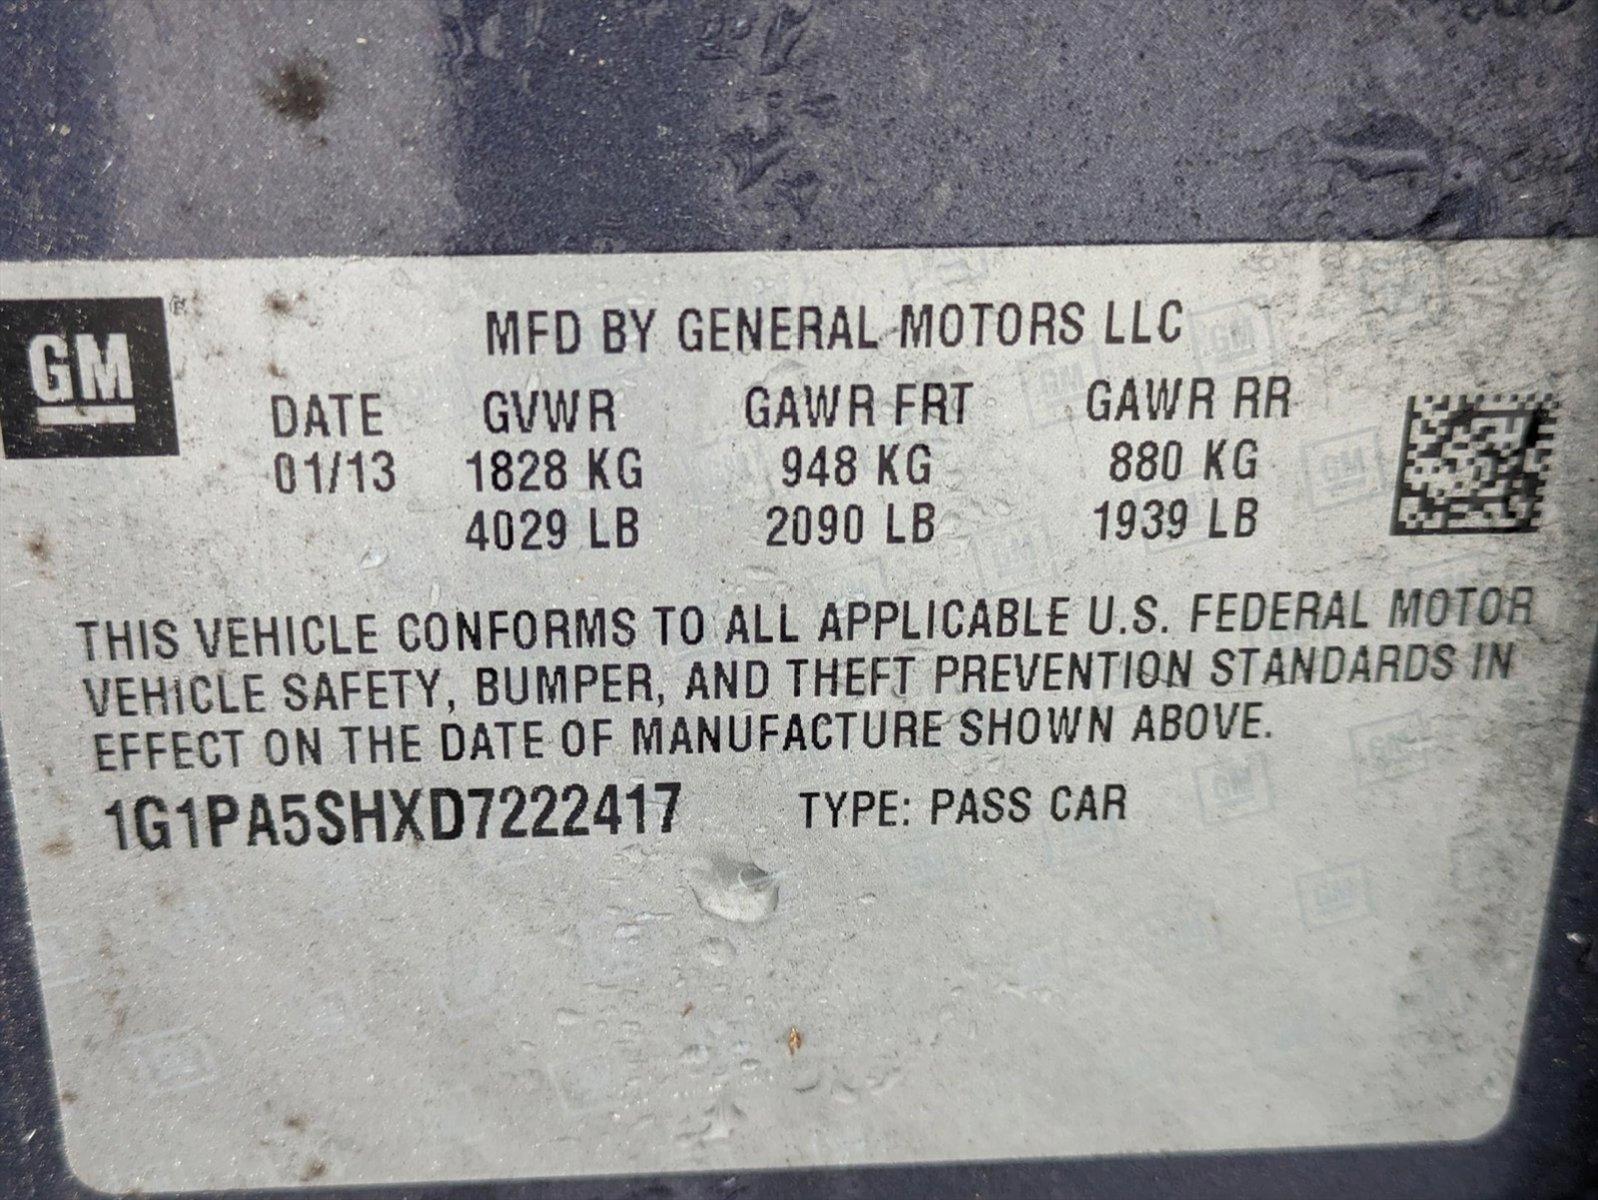 GM
MFD BY GENERAL MOTORS LLC
DATE GVWR GAWR FRT GAWR RR
01/13 1828 KG 948 KG 880 KG
4029 LB 2090 LB 1939 LB
THIS VEHICLE CONFORMS TO ALL APPLICABLE U.S. FEDERAL MOTOR
VEHICLE SAFETY, BUMPER, AND THEFT PREVENTION STANDARDS IN
EFFECT ON THE DATE OF MANUFACTURE SHOWN ABOVE.
1G1PA5SHXD7222417 TYPE: PASS CAR